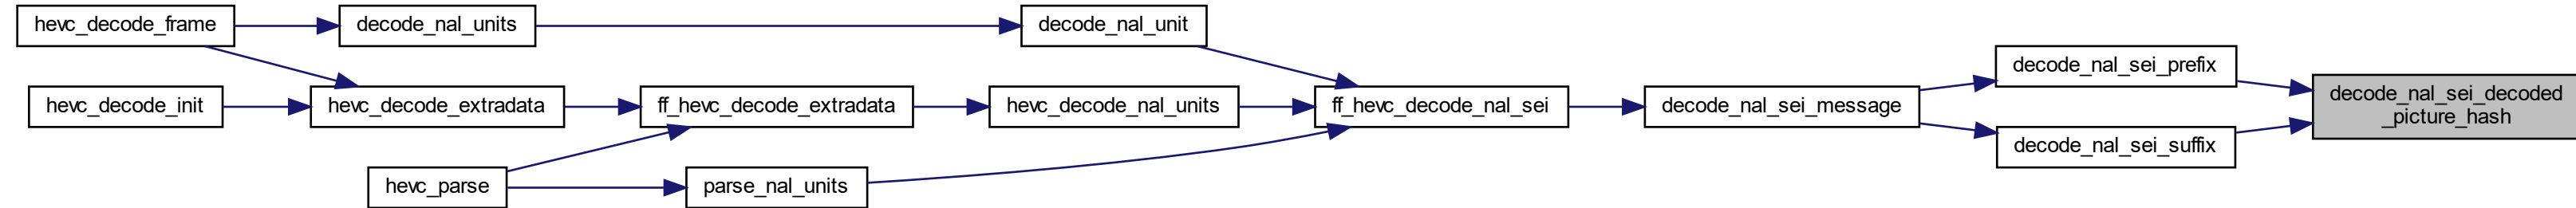 hevc_decode_frame
decode_nal_units
decode_nal_unit
decode_nal_sei_prefix
decode_nal_sei_decoded
_picture_hash
hevc_decode_init
hevc_decode_extradata
ff_hevc_decode_extradata
hevc_decode_nal_units
ff_hevc_decode_nal_sei
decode_nal_sei_message
decode_nal_sei_suffix
hevc_parse
parse_nal_units